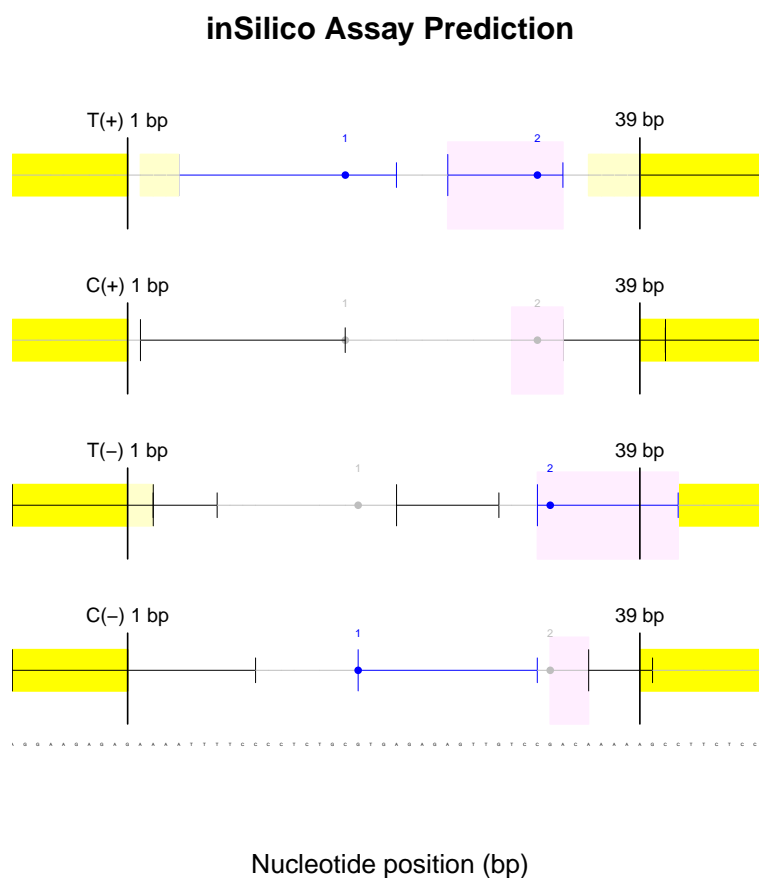 inSilico Assay Prediction
T(+) 1 bp 39 bp
1 2
C(+) 1 bp 39 bp
1 2
T(−) 1 bp 39 bp
1 2
C(−) 1 bp 39 bp
1 2
A G G A A G A G A G A A A A T T T T C C C C T C T G C G T G A G A G A G T T G T C C G A C A A A A A G C C T T C T C C
Nucleotide position (bp)